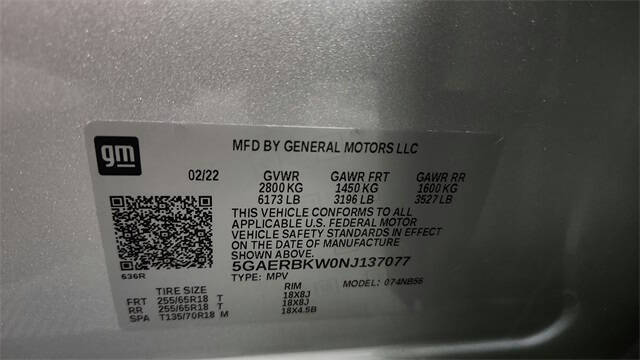 gm
MFD BY GENERAL MOTORS LLC
02/22 GVWR GAWR FRT GAWR RR
2800 KG 1450 KG 1600 KG
6173 LB 3196 LB 3527 LB
THIS VEHICLE CONFORMS TO ALL
APPLICABLE U.S. FEDERAL MOTOR
VEHICLE SAFETY STANDARDS IN EFFECT
ON THE DATE OF MANUFACTURE
SHOWN ABOVE.
5GAERBKW0NJ137077
636R
TYPE: MPV MODEL: 074NB56
TIRE SIZE RIM
FRT 255/65R18 T 18X8J
RR 255/65R18 T 18X8J
SPA T135/70R18 M 18X4.5B